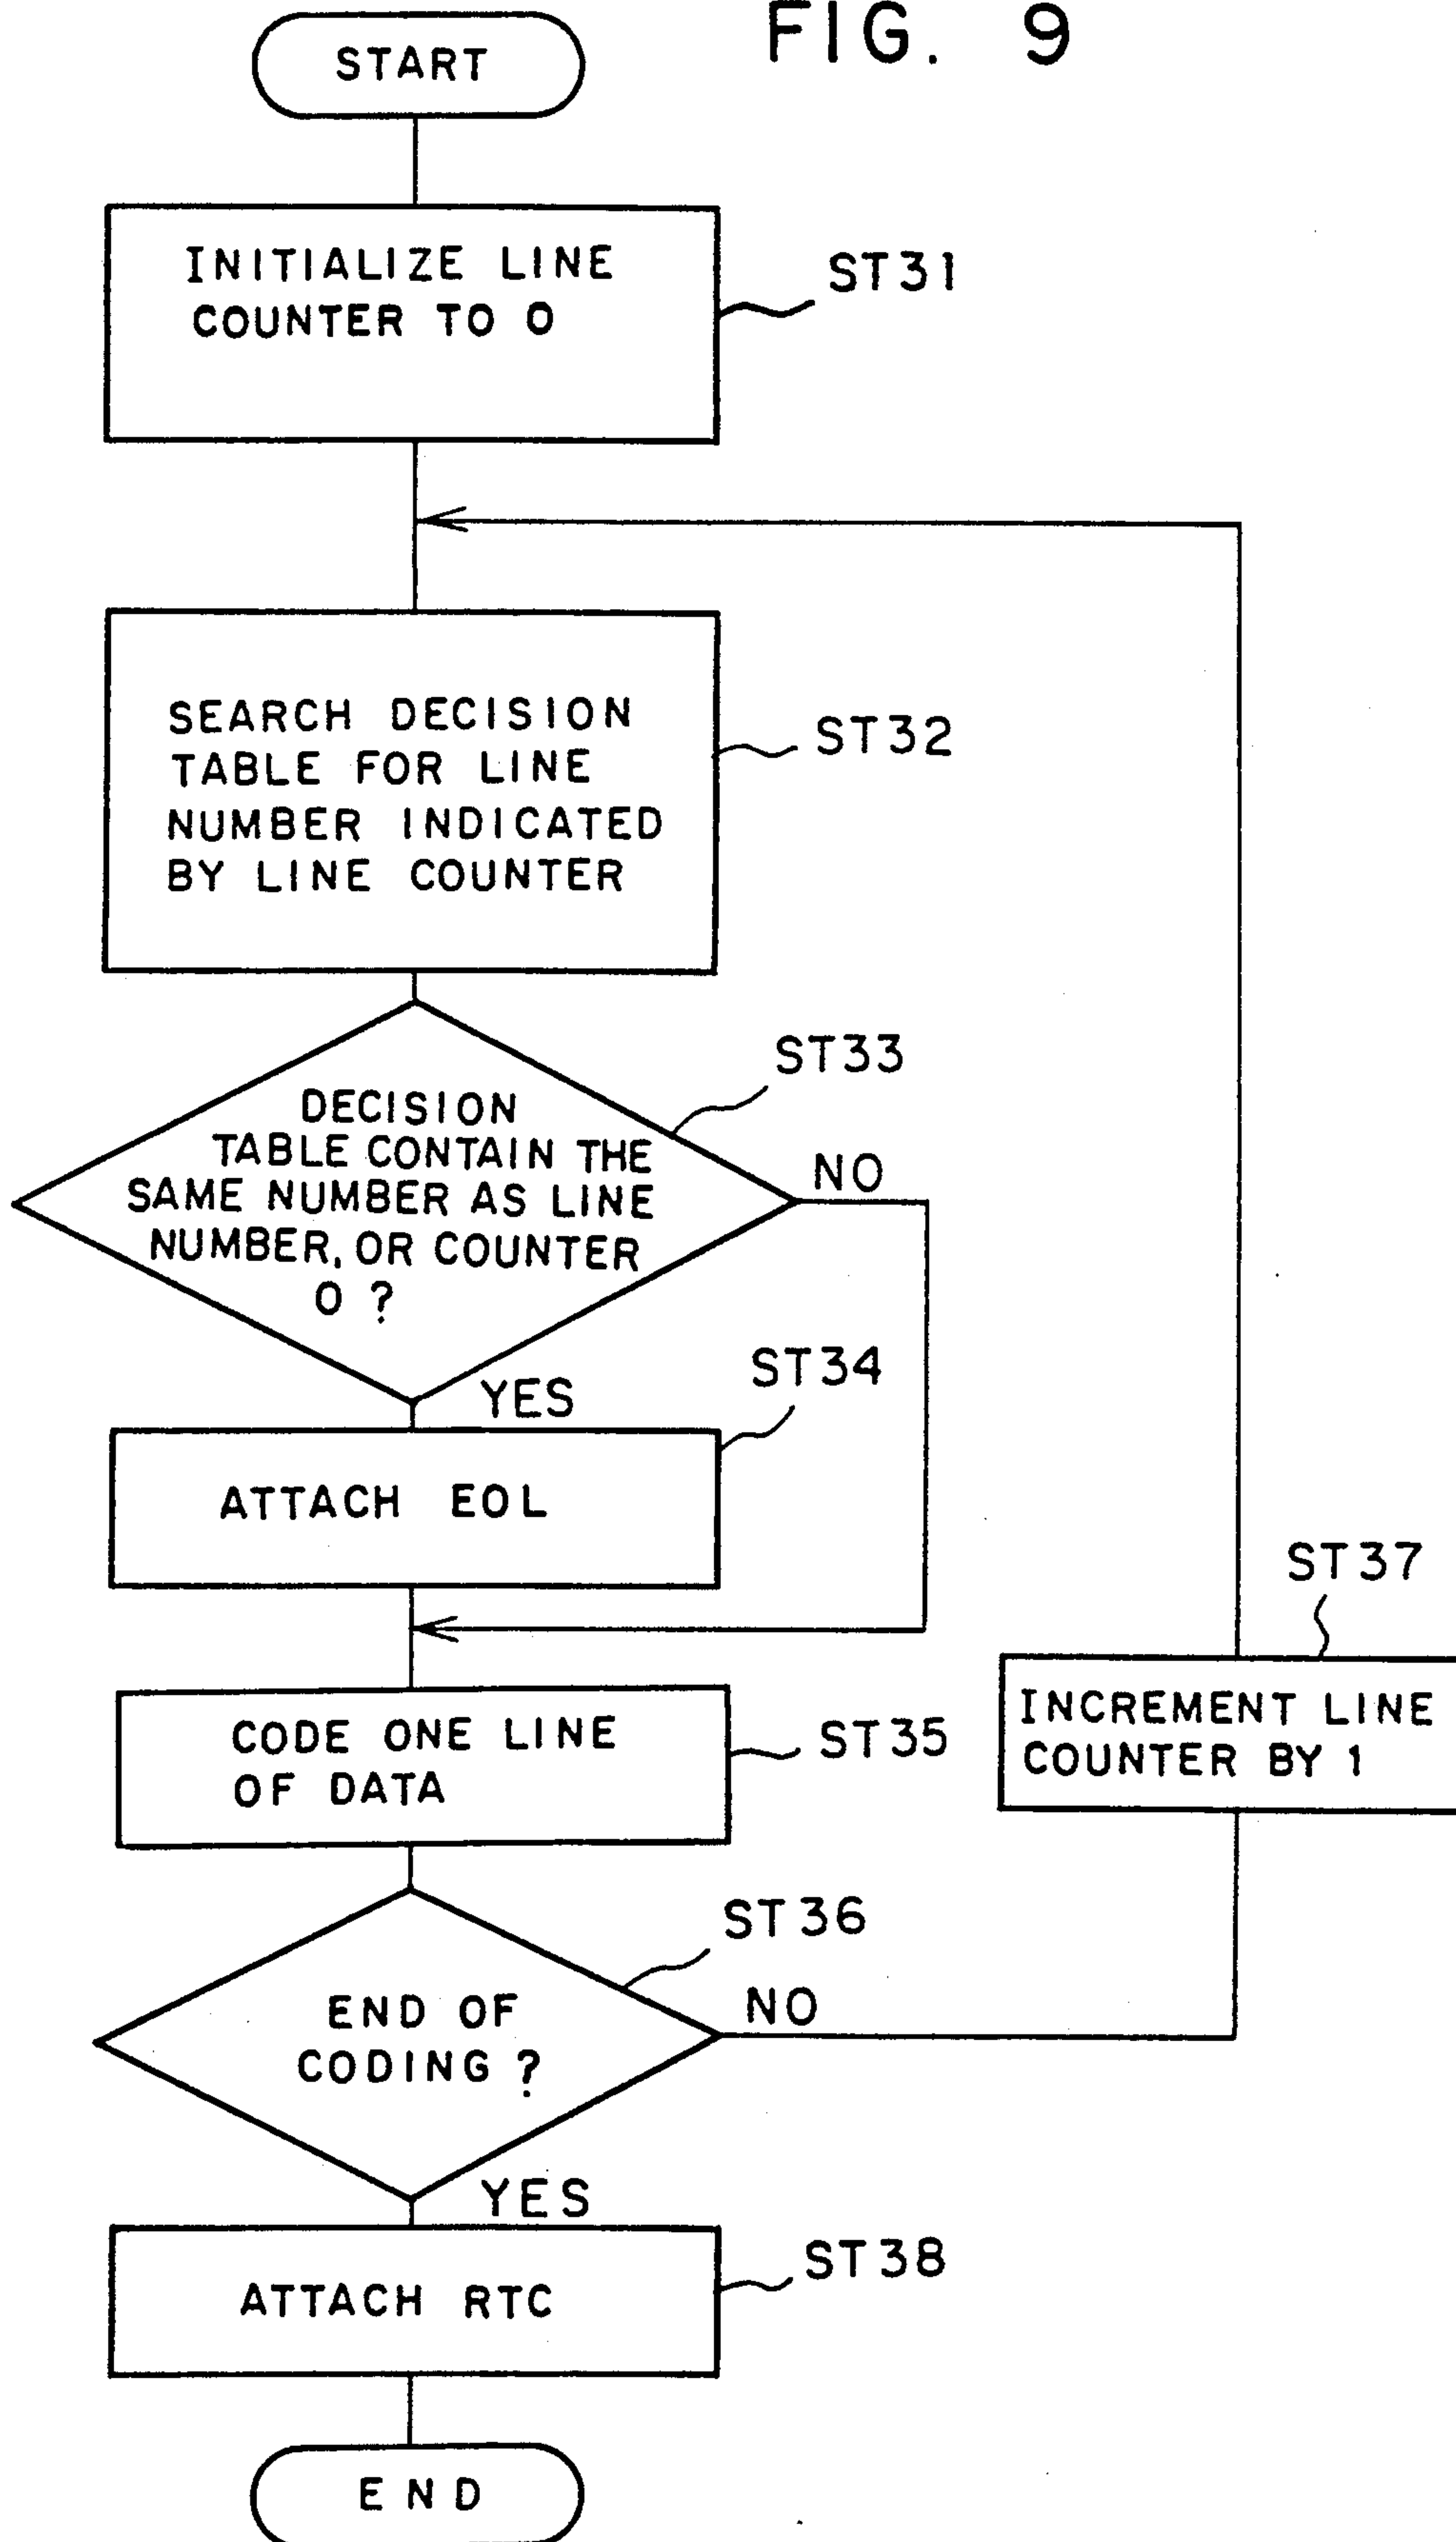 FIG. 9
START
INITIALIZE LINE
COUNTER TO 0
ST31
SEARCH DECISION
TABLE FOR LINE
NUMBER INDICATED
BY LINE COUNTER
ST32
ST33
DECISION
TABLE CONTAIN THE
SAME NUMBER AS LINE
NUMBER, OR COUNTER
0 ?
NO
YES
ST34
ATTACH EOL
ST37
INCREMENT LINE
COUNTER BY 1
CODE ONE LINE
OF DATA
ST35
ST36
END OF
CODING ?
NO
YES
ST38
ATTACH RTC
END